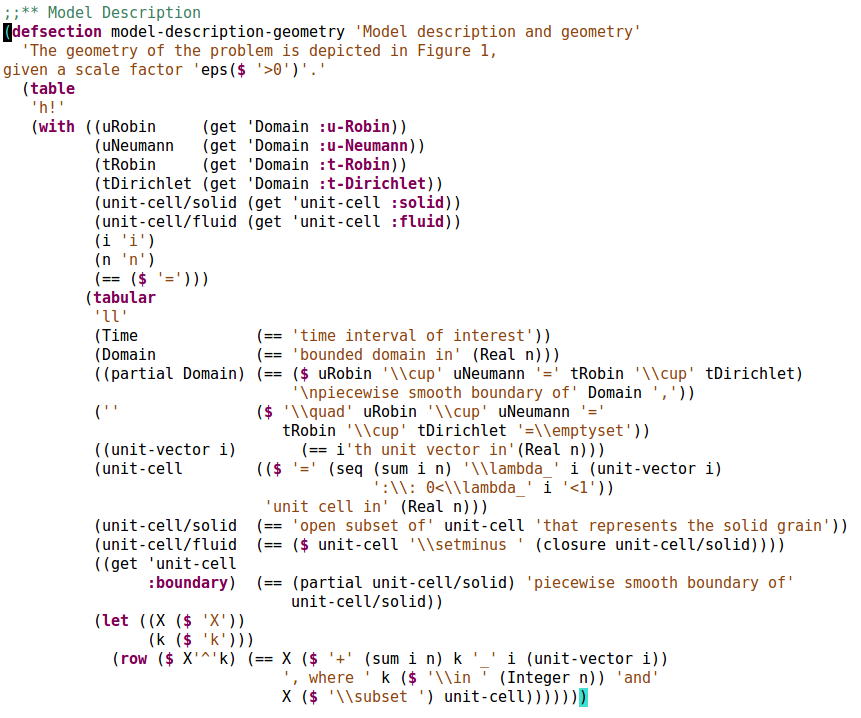 ;;** Model Description
(defsection model-description-geometry 'Model description and geometry'
  'The geometry of the problem is depicted in Figure 1,
given a scale factor 'eps($ '>0')'.'
  (table
   'h!'
   (with ((uRobin     (get 'Domain :u-Robin))
          (uNeumann   (get 'Domain :u-Neumann))
          (tRobin     (get 'Domain :t-Robin))
          (tDirichlet (get 'Domain :t-Dirichlet))
          (unit-cell/solid (get 'unit-cell :solid))
          (unit-cell/fluid (get 'unit-cell :fluid))
          (i 'i')
          (n 'n')
          (== ($ '=')))
         (tabular
          'll'
          (Time             (== 'time interval of interest'))
          (Domain           (== 'bounded domain in' (Real n)))
          ((partial Domain) (== ($ uRobin '\\cup' uNeumann '=' tRobin '\\cup' tDirichlet)
                                '\npiecewise smooth boundary of' Domain ','))
          (''               ($ '\\quad' uRobin '\\cup' uNeumann '='
                               tRobin '\\cup' tDirichlet '=\\emptyset'))
          ((unit-vector i)       (== i'th unit vector in'(Real n)))
          (unit-cell        (($ '=' (seq (sum i n) '\\lambda_' i (unit-vector i)
                                         ':\\: 0<\\lambda_' i '<1'))
                             'unit cell in' (Real n)))
          (unit-cell/solid  (== 'open subset of' unit-cell 'that represents the solid grain'))
          (unit-cell/fluid  (== ($ unit-cell '\\setminus ' (closure unit-cell/solid))))
          ((get 'unit-cell
                :boundary)  (== (partial unit-cell/solid) 'piecewise smooth boundary of'
                                unit-cell/solid))
          (let ((X ($ 'X'))
                (k ($ 'k')))
            (row ($ X'^'k) (== X ($ '+' (sum i n) k '_' i (unit-vector i))
                               ', where ' k ($ '\\in ' (Integer n)) 'and'
                               X ($ '\\subset ') unit-cell)))))))